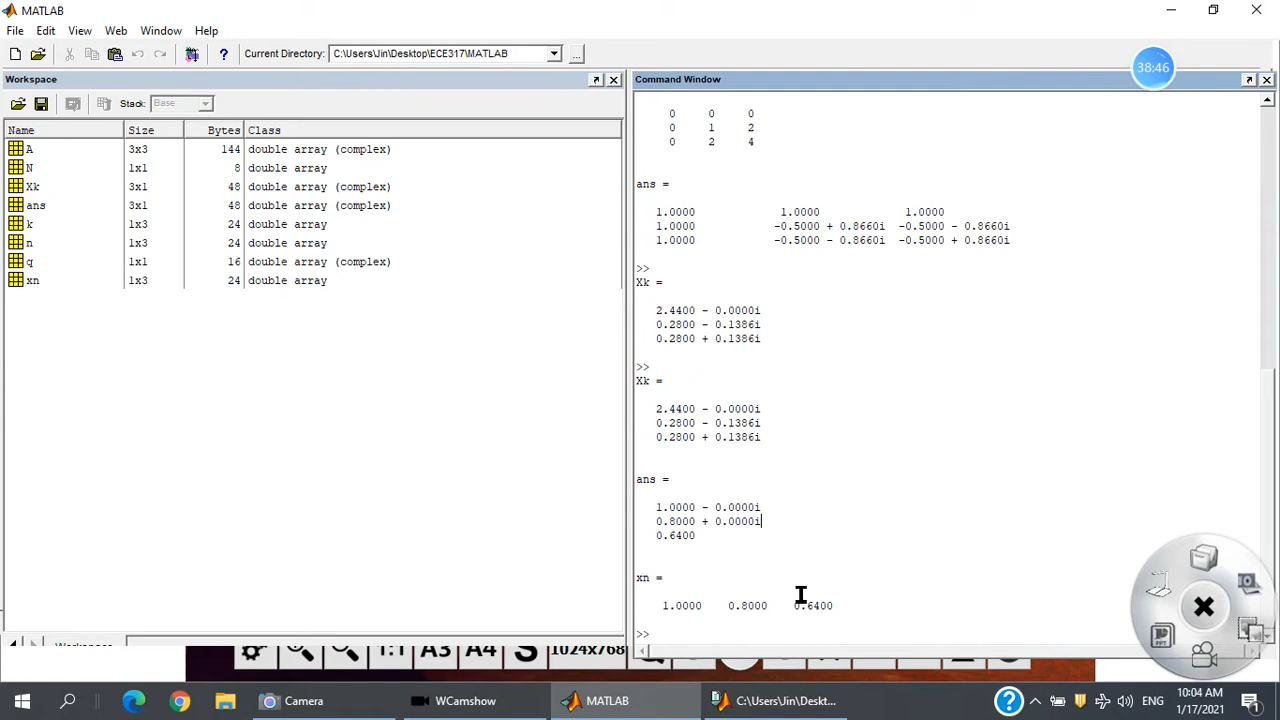 MATLAB
File Edit View Web Window Help
Current Directory: C:\Users\Jin\Desktop\ECE317\MATLAB
...
Workspace
Command Window
38:46
Stack: Base
Name Size Bytes Class
A 3x3 144 double array (complex)
N 1x1 8 double array
Xk 3x1 48 double array (complex)
ans 3x1 48 double array (complex)
k 1x3 24 double array
n 1x3 24 double array
q 1x1 16 double array (complex)
xn 1x3 24 double array
0 0 0
0 1 2
0 2 4
ans =
1.0000 1.0000 1.0000
1.0000 -0.5000 + 0.8660i -0.5000 - 0.8660i
1.0000 -0.5000 - 0.8660i -0.5000 + 0.8660i
>>
Xk =
2.4400 - 0.0000i
0.2800 - 0.1386i
0.2800 + 0.1386i
>>
Xk =
2.4400 - 0.0000i
0.2800 - 0.1386i
0.2800 + 0.1386i
ans =
1.0000 - 0.0000i
0.8000 + 0.0000i
0.6400
xn =
1.0000 0.8000 0.6400
>>
1:1 A3 A4 S 1024x768
PPT
Camera WCamshow MATLAB C:\Users\Jin\Deskt...
ENG
10:04 AM
1/17/2021
1